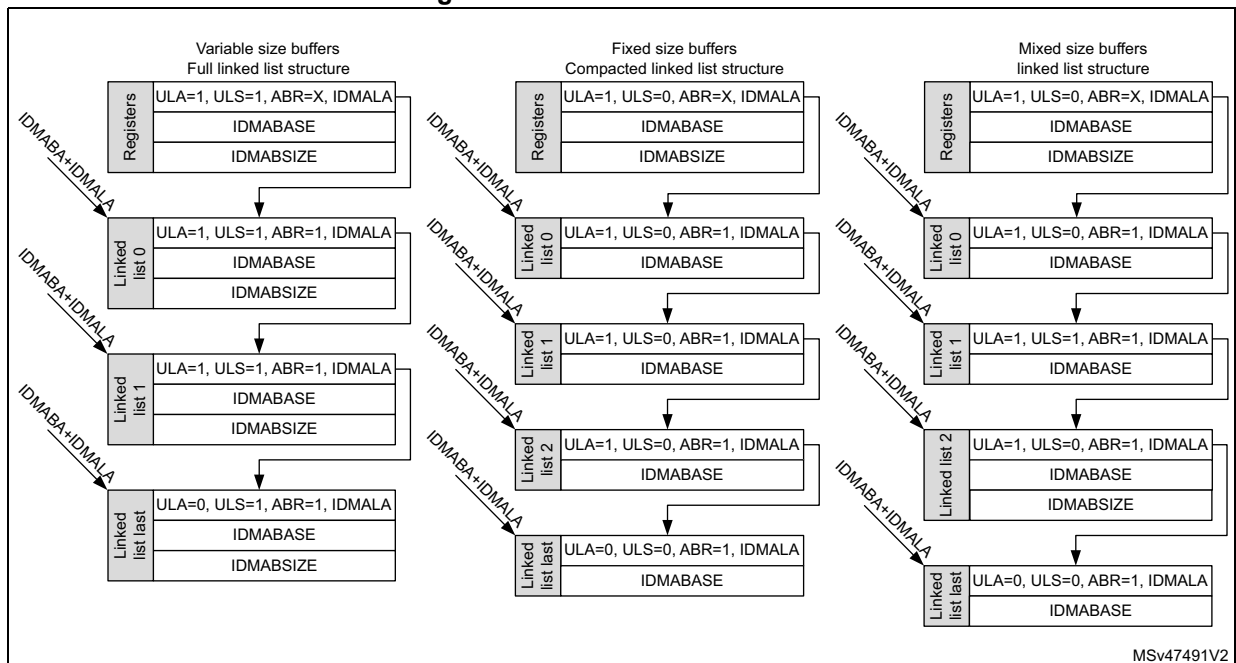 g
Variable size buffers
Full linked list structure
Registers
ULA=1, ULS=1, ABR=X, IDMALA
IDMABASE
IDMABSIZE
IDMABA+IDMALA
Linked
list 0
ULA=1, ULS=1, ABR=1, IDMALA
IDMABASE
IDMABSIZE
IDMABA+IDMALA
Linked
list 1
ULA=1, ULS=1, ABR=1, IDMALA
IDMABASE
IDMABSIZE
IDMABA+IDMALA
Linked
list last
ULA=0, ULS=1, ABR=1, IDMALA
IDMABASE
IDMABSIZE
Fixed size buffers
Compacted linked list structure
Registers
ULA=1, ULS=0, ABR=X, IDMALA
IDMABASE
IDMABSIZE
IDMABA+IDMALA
Linked
list 0
ULA=1, ULS=0, ABR=1, IDMALA
IDMABASE
IDMABA+IDMALA
Linked
list 1
ULA=1, ULS=0, ABR=1, IDMALA
IDMABASE
IDMABA+IDMALA
Linked
list 2
ULA=1, ULS=0, ABR=1, IDMALA
IDMABASE
IDMABA+IDMALA
Linked
list last
ULA=0, ULS=0, ABR=1, IDMALA
IDMABASE
Mixed size buffers
linked list structure
Registers
ULA=1, ULS=0, ABR=X, IDMALA
IDMABASE
IDMABSIZE
IDMABA+IDMALA
Linked
list 0
ULA=1, ULS=0, ABR=1, IDMALA
IDMABASE
IDMABA+IDMALA
Linked
list 1
ULA=1, ULS=1, ABR=1, IDMALA
IDMABASE
IDMABA+IDMALA
Linked list 2
ULA=1, ULS=0, ABR=1, IDMALA
IDMABASE
IDMABSIZE
IDMABA+IDMALA
Linked
list last
ULA=0, ULS=0, ABR=1, IDMALA
IDMABASE
MSv47491V2